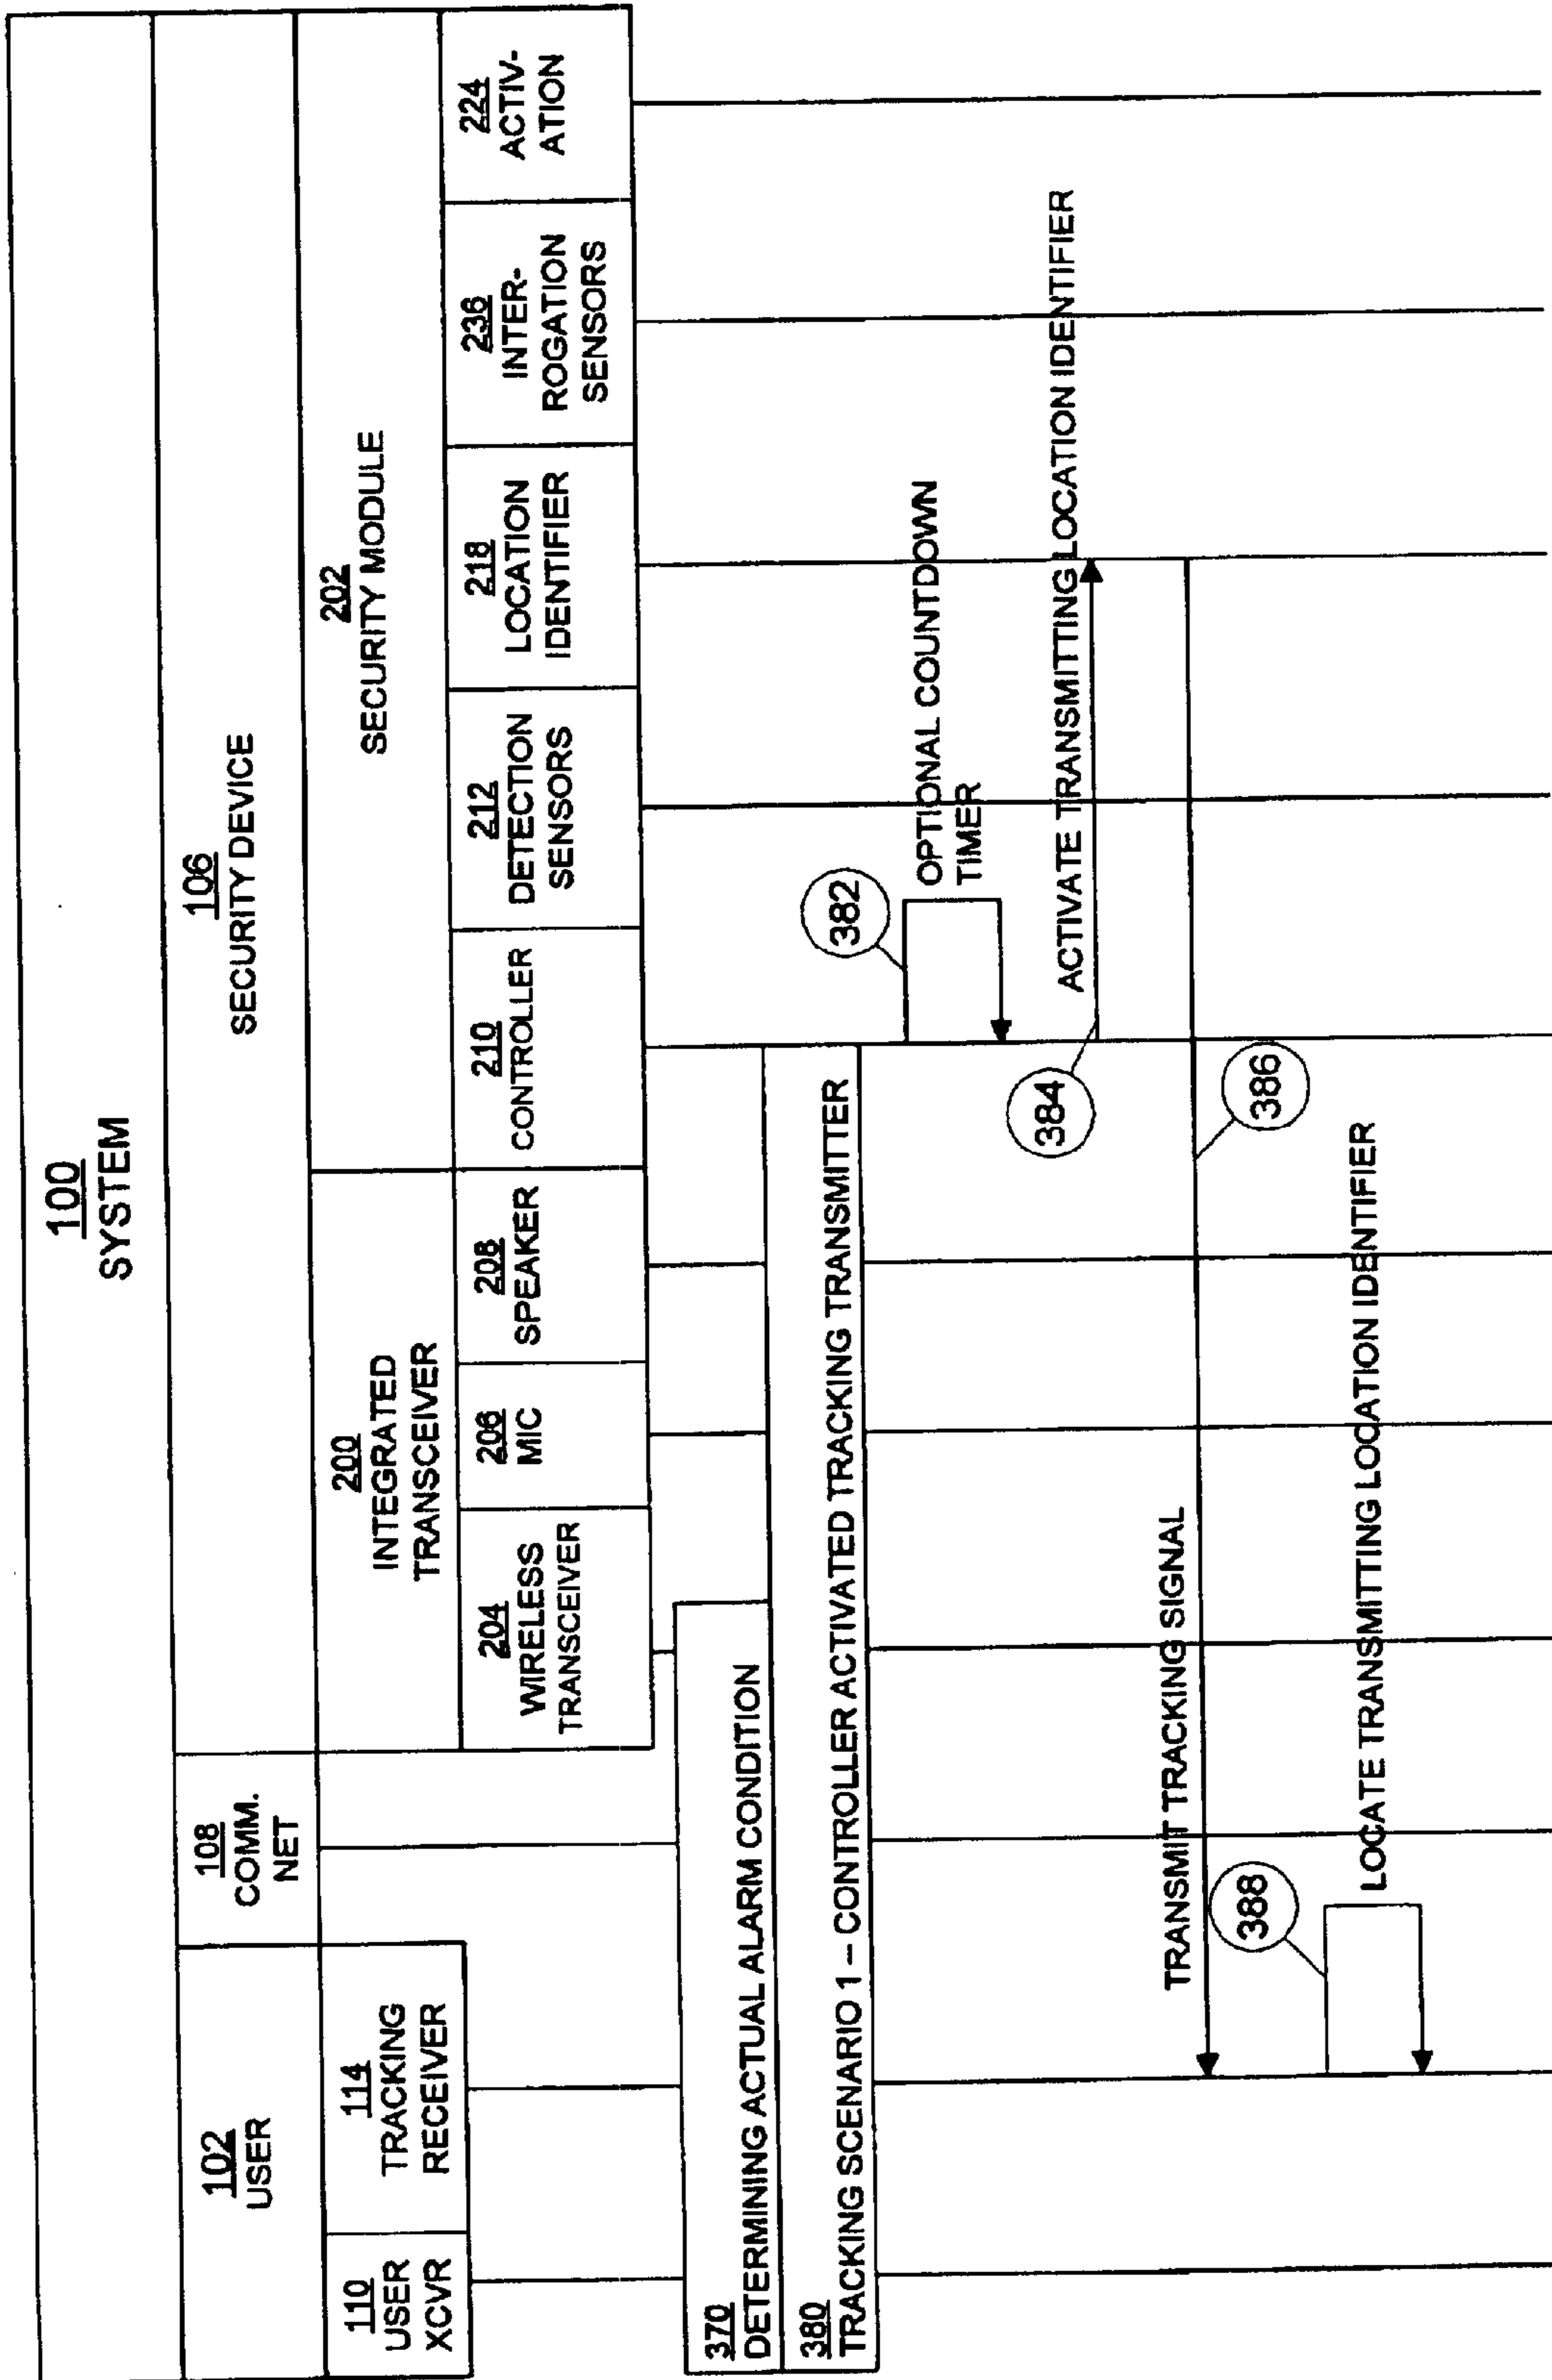 100
SYSTEM
102
USER
108
COMM.
NET
106
SECURITY DEVICE
110
USER
XCVR
114
TRACKING
RECEIVER
200
INTEGRATED
TRANSCEIVER
202
SECURITY MODULE
204
WIRELESS
TRANSCEIVER
206
MIC
208
SPEAKER
210
CONTROLLER
212
DETECTION
SENSORS
218
LOCATION
IDENTIFIER
236
INTER-
ROGATION
SENSORS
224
ACTIV-
ATION
370
DETERMINING ACTUAL ALARM CONDITION
380
TRACKING SCENARIO 1 – CONTROLLER ACTIVATED TRACKING TRANSMITTER
382
OPTIONAL COUNTDOWN
TIMER
384
ACTIVATE TRANSMITTING LOCATION IDENTIFIER
TRANSMIT TRACKING SIGNAL
386
388
LOCATE TRANSMITTING LOCATION IDENTIFIER